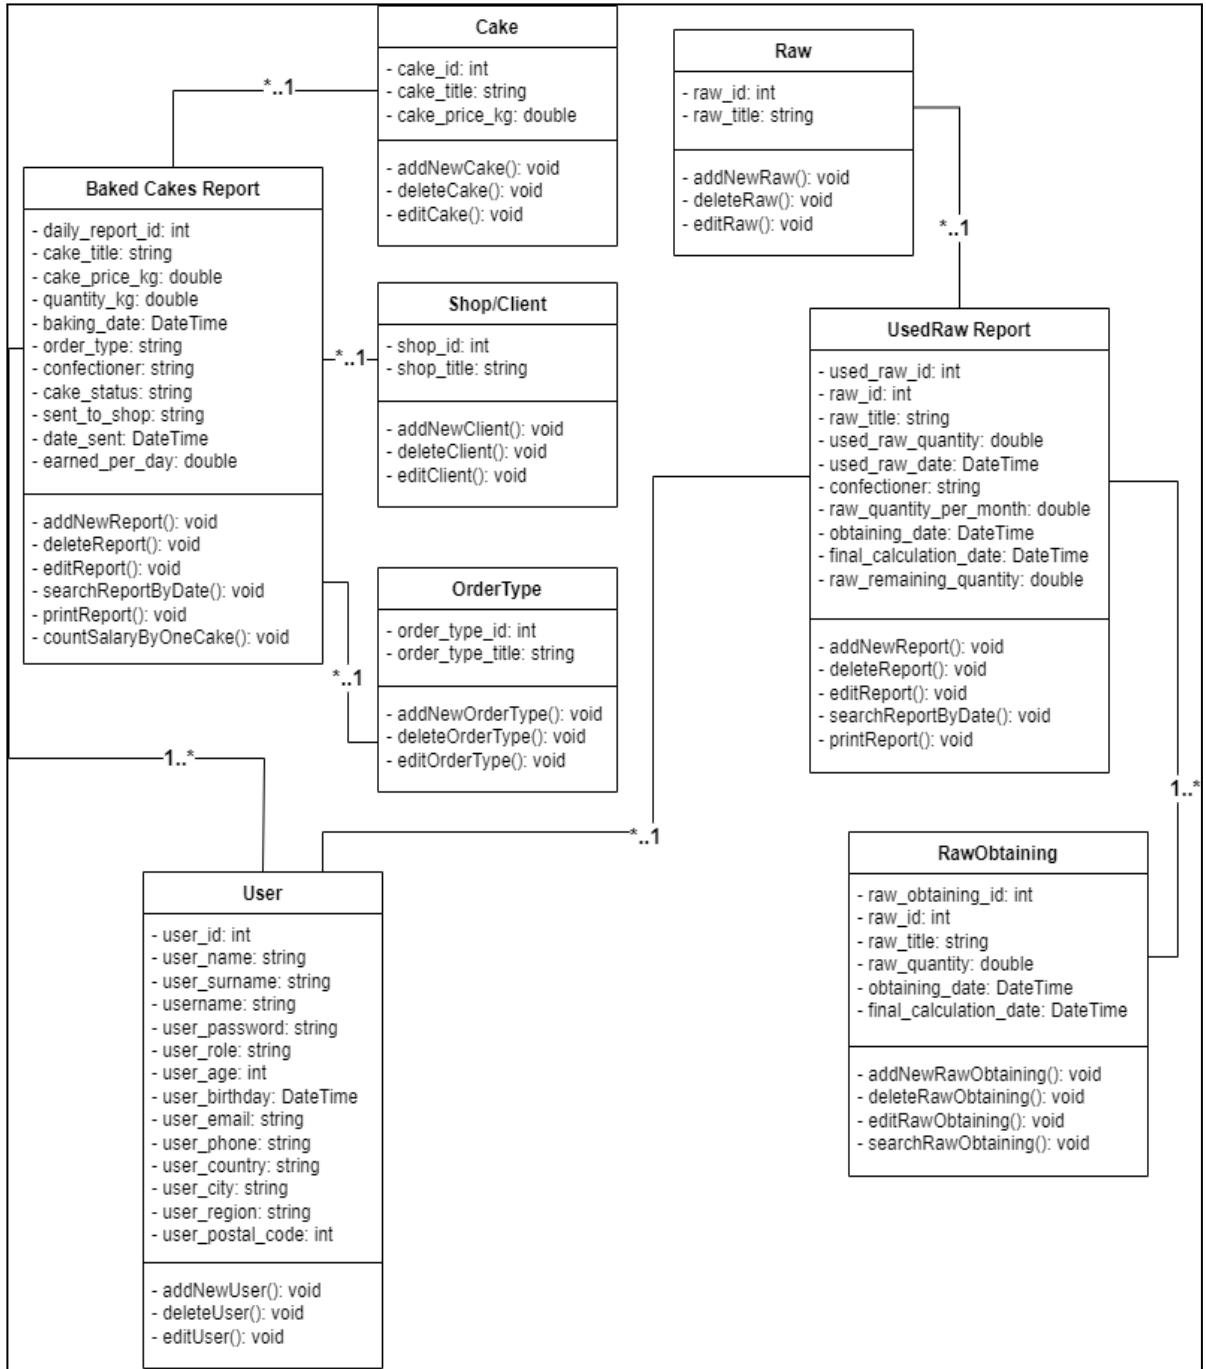 Cake
- cake_id: int
- cake_title: string
- cake_price_kg: double
- addNewCake(): void
- deleteCake(): void
- editCake(): void
*..1
Raw
- raw_id: int
- raw_title: string
- addNewRaw(): void
- deleteRaw(): void
- editRaw(): void
*..1
Baked Cakes Report
- daily_report_id: int
- cake_title: string
- cake_price_kg: double
- quantity_kg: double
- baking_date: DateTime
- order_type: string
- confectioner: string
- cake_status: string
- sent_to_shop: string
- date_sent: DateTime
- earned_per_day: double
- addNewReport(): void
- deleteReport(): void
- editReport(): void
- searchReportByDate(): void
- printReport(): void
- countSalaryByOneCake(): void
*..1
Shop/Client
- shop_id: int
- shop_title: string
- addNewClient(): void
- deleteClient(): void
- editClient(): void
UsedRaw Report
- used_raw_id: int
- raw_id: int
- raw_title: string
- used_raw_quantity: double
- used_raw_date: DateTime
- confectioner: string
- raw_quantity_per_month: double
- obtaining_date: DateTime
- final_calculation_date: DateTime
- raw_remaining_quantity: double
- addNewReport(): void
- deleteReport(): void
- editReport(): void
- searchReportByDate(): void
- printReport(): void
*..1
OrderType
- order_type_id: int
- order_type_title: string
- addNewOrderType(): void
- deleteOrderType(): void
- editOrderType(): void
1..*
1..*
*..1
User
- user_id: int
- user_name: string
- user_surname: string
- username: string
- user_password: string
- user_role: string
- user_age: int
- user_birthday: DateTime
- user_email: string
- user_phone: string
- user_country: string
- user_city: string
- user_region: string
- user_postal_code: int
- addNewUser(): void
- deleteUser(): void
- editUser(): void
RawObtaining
- raw_obtaining_id: int
- raw_id: int
- raw_title: string
- raw_quantity: double
- obtaining_date: DateTime
- final_calculation_date: DateTime
- addNewRawObtaining(): void
- deleteRawObtaining(): void
- editRawObtaining(): void
- searchRawObtaining(): void